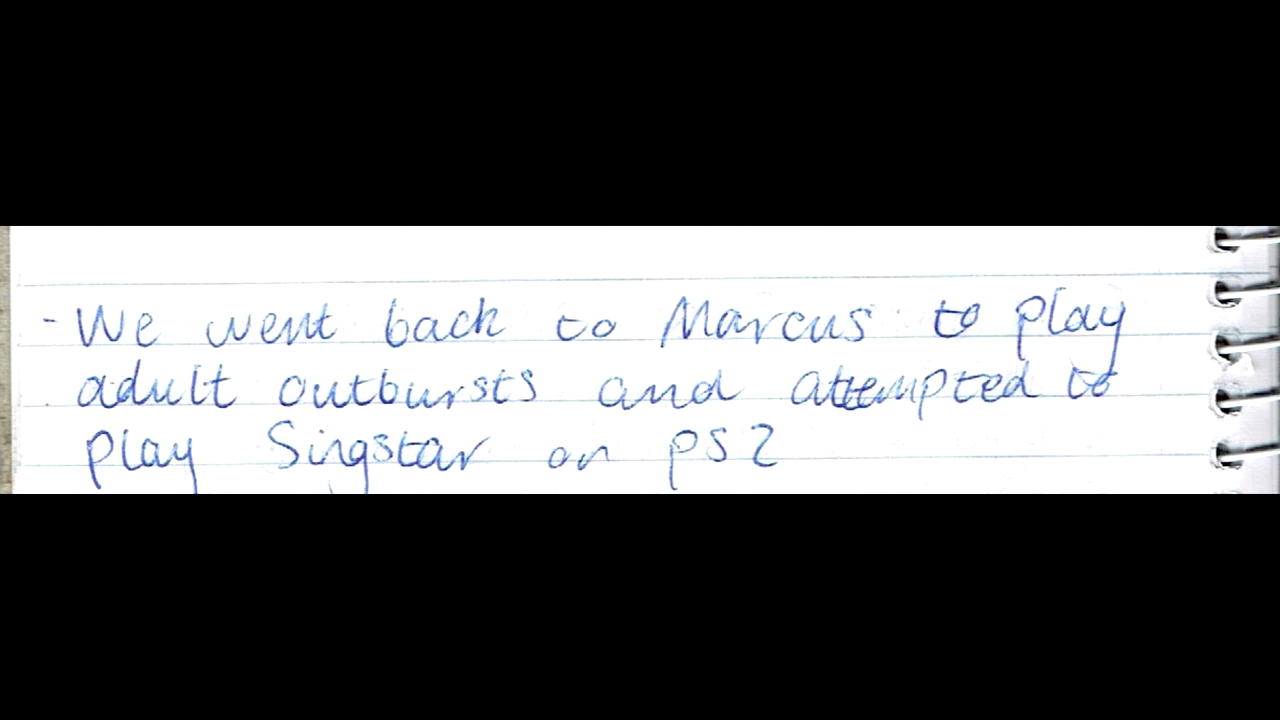 - We went back to Marcus to play
adult outbursts and attempted to
play Singstar on PS2